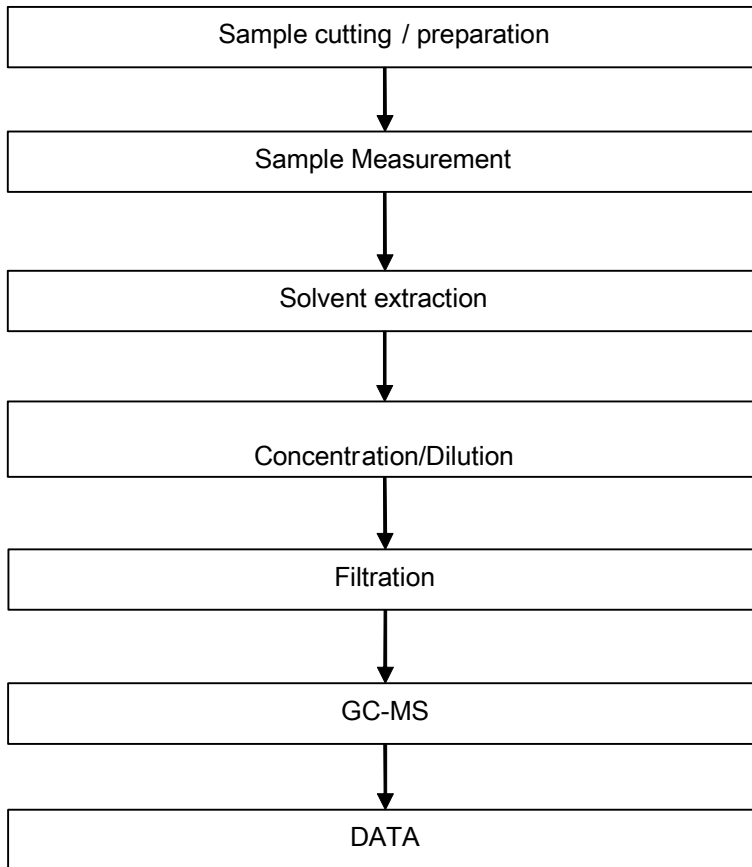 Sample cutting / preparation
Sample Measurement
Solvent extraction
Concentration/Dilution
Filtration
GC-MS
DATA